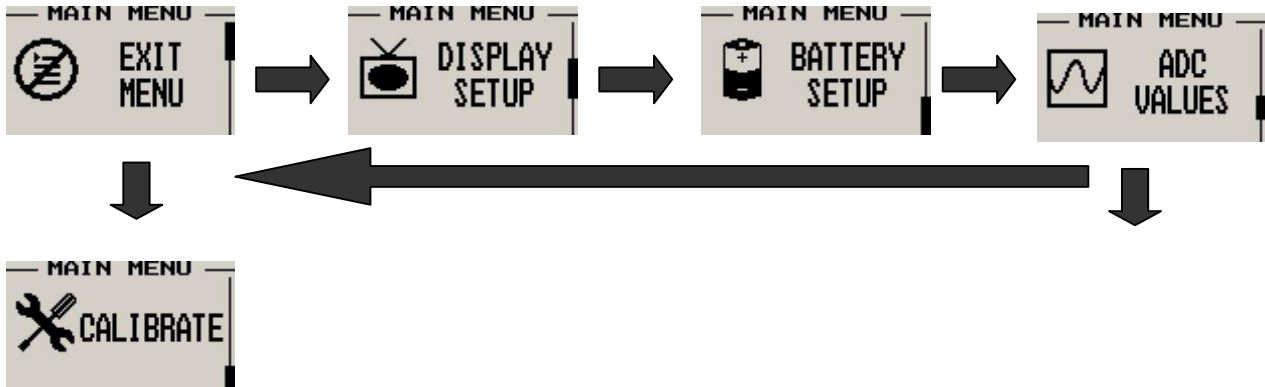 MAIN MENU
EXIT
MENU
MAIN MENU
DISPLAY
SETUP
MAIN MENU
BATTERY
SETUP
MAIN MENU
ADC
VALUES
MAIN MENU
CALIBRATE